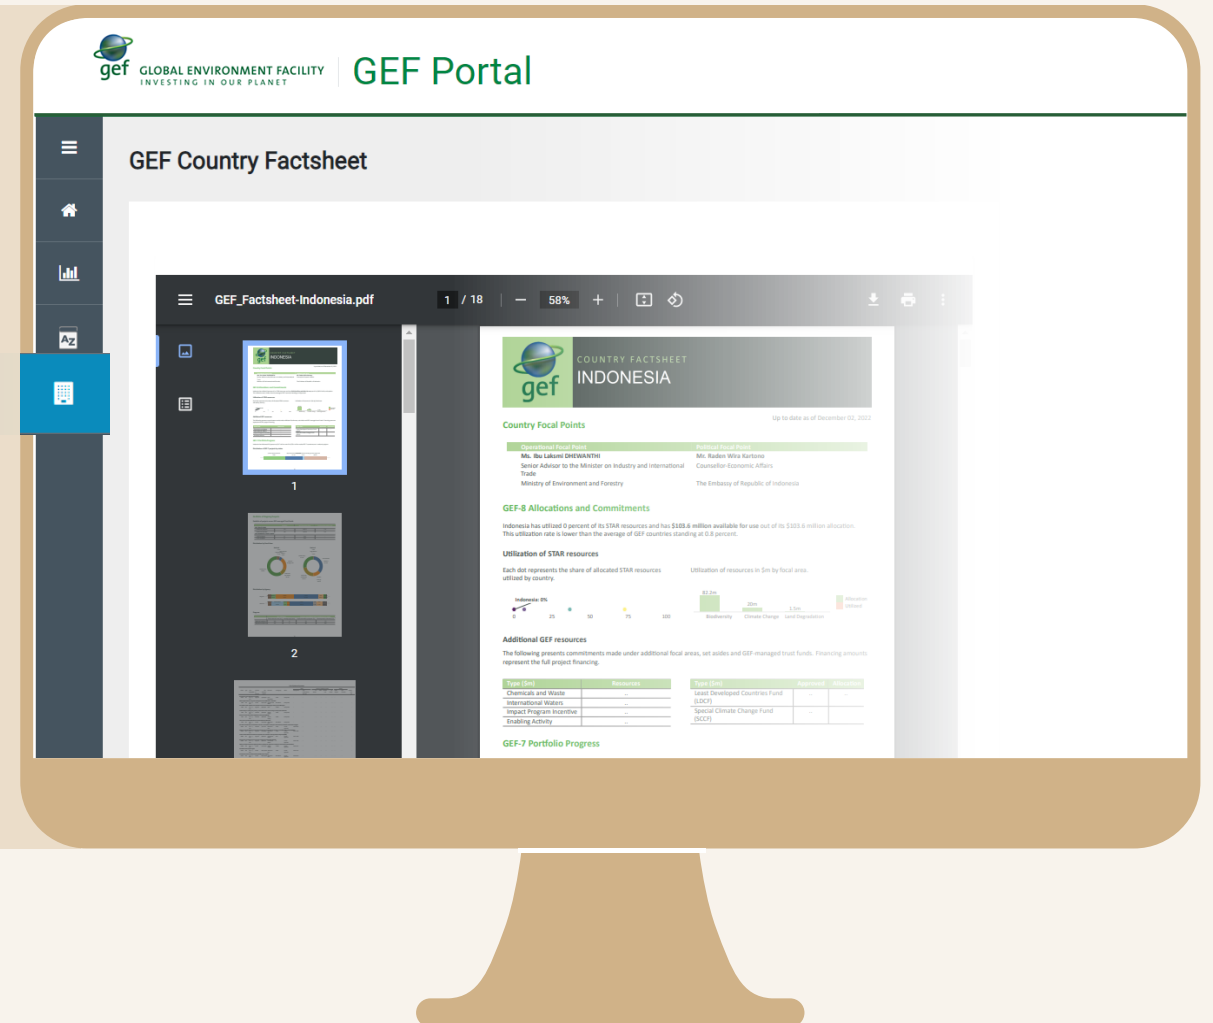 gef
GLOBAL ENVIRONMENT FACILITY
INVESTING IN OUR PLANET
GEF Portal
GEF Country Factsheet
GEF_Factsheet-Indonesia.pdf
1 / 18
58%
AZ
1
2
gef
COUNTRY FACTSHEET
INDONESIA
Up to date as of December 02, 2022
Country Focal Points
Operational Focal Point
Political Focal Point
Ms. Ibu Laksmi DHEWANTHI
Mr. Raden Wira Kartono
Senior Advisor to the Minister on Industry and International
Trade
Counsellor-Economic Affairs
Ministry of Environment and Forestry
The Embassy of Republic of Indonesia
GEF-8 Allocations and Commitments
Indonesia has utilized 0 percent of its STAR resources and has $103.6 million available for use out of its $103.6 million allocation.
This utilization rate is lower than the average of GEF countries standing at 0.8 percent.
Utilization of STAR resources
Each dot represents the share of allocated STAR resources
utilized by country.
Utilization of resources in $m by focal area.
Indonesia: 0%
0 25 50 75 100
20m
Biodiversity Climate Change Land Degradation
Additional GEF resources
The following presents commitments made under additional focal areas, set asides and GEF-managed trust funds. Financing amounts
represent the full project financing.
Type ($m) Resources
Chemicals and Waste --
International Waters --
Impact Program Incentive --
Enabling Activity --
Type ($m) Approved
Least Developed Countries Fund
(LDCF)
Special Climate Change Fund
(SCCF)
GEF-7 Portfolio Progress